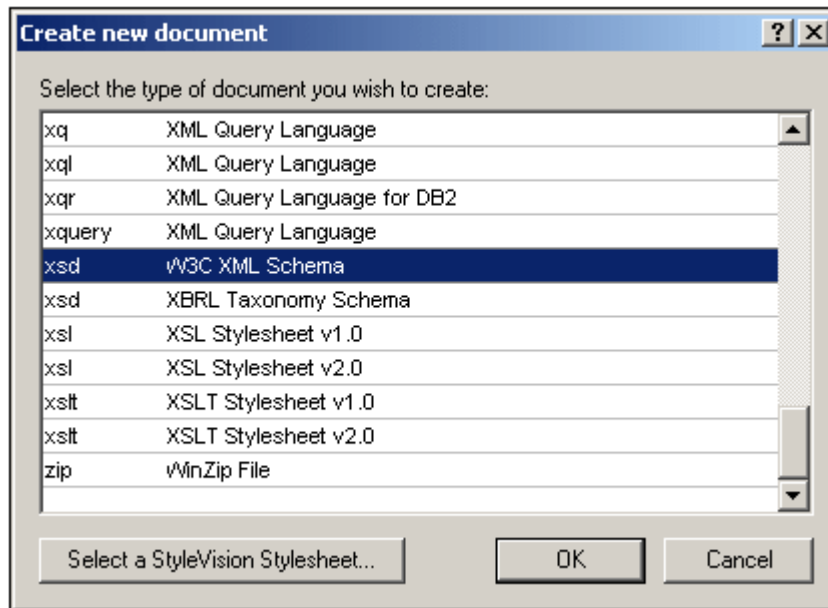 Create new document
Select the type of document you wish to create:
xq XML Query Language
xql XML Query Language
xqr XML Query Language for DB2
xquery XML Query Language
xsd W3C XML Schema
xsd XBRL Taxonomy Schema
xsl XSL Stylesheet v1.0
xsl XSL Stylesheet v2.0
xslt XSLT Stylesheet v1.0
xslt XSLT Stylesheet v2.0
zip WinZip File
Select a StyleVision Stylesheet... OK Cancel